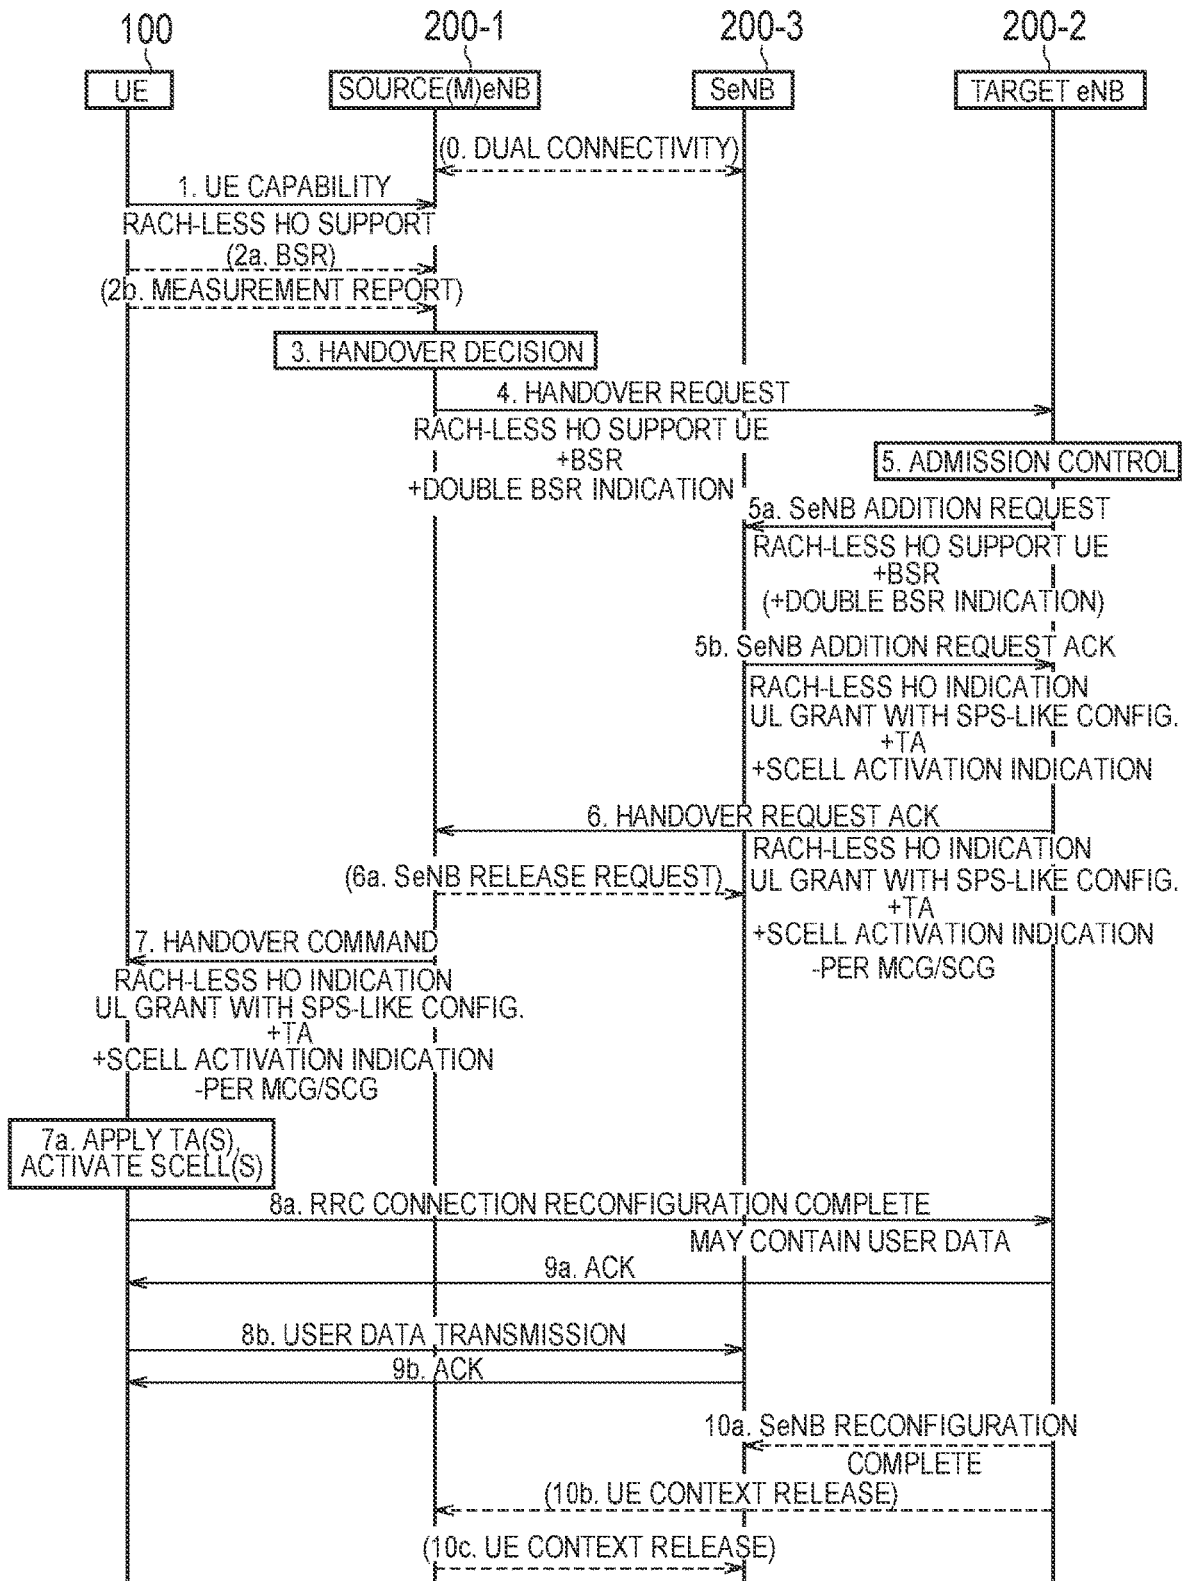 100 200-1 200-3 200-2
UE SOURCE(M)eNB SeNB TARGET eNB
(0. DUAL CONNECTIVITY)
1. UE CAPABILITY
RACH-LESS HO SUPPORT
(2a. BSR)
(2b. MEASUREMENT REPORT)
3. HANDOVER DECISION
4. HANDOVER REQUEST
RACH-LESS HO SUPPORT UE
+BSR
+DOUBLE BSR INDICATION
5. ADMISSION CONTROL
5a. SeNB ADDITION REQUEST
RACH-LESS HO SUPPORT UE
+BSR
(+DOUBLE BSR INDICATION)
5b. SeNB ADDITION REQUEST ACK
RACH-LESS HO INDICATION
UL GRANT WITH SPS-LIKE CONFIG.
+TA
+SCELL ACTIVATION INDICATION
6. HANDOVER REQUEST ACK
RACH-LESS HO INDICATION
UL GRANT WITH SPS-LIKE CONFIG.
+TA
+SCELL ACTIVATION INDICATION
-PER MCG/SCG
(6a. SeNB RELEASE REQUEST)
7. HANDOVER COMMAND
RACH-LESS HO INDICATION
UL GRANT WITH SPS-LIKE CONFIG.
+TA
+SCELL ACTIVATION INDICATION
-PER MCG/SCG
7a. APPLY TA(S),
ACTIVATE SCELL(S)
8a. RRC CONNECTION RECONFIGURATION COMPLETE
MAY CONTAIN USER DATA
9a. ACK
8b. USER DATA TRANSMISSION
9b. ACK
10a. SeNB RECONFIGURATION
COMPLETE
(10b. UE CONTEXT RELEASE)
(10c. UE CONTEXT RELEASE)